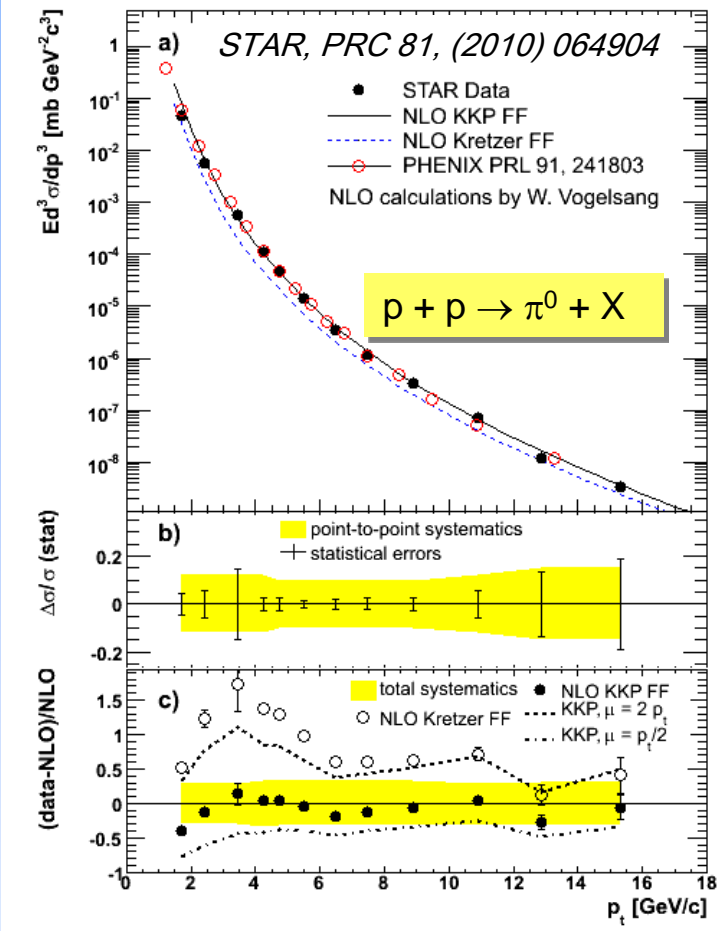 STAR, PRC 81, (2010) 064904
a)
STAR Data
NLO KKP FF
NLO Kretzer FF
PHENIX PRL 91, 241803
NLO calculations by W. Vogelsang
p + p → π⁰ + X
Ed³σ/dp³ [mb GeV⁻²c³]
1
10⁻¹
10⁻²
10⁻³
10⁻⁴
10⁻⁵
10⁻⁶
10⁻⁷
10⁻⁸
b)
point-to-point systematics
statistical errors
Δσ/σ (stat)
0.2
0
-0.2
c)
total systematics
NLO KKP FF
NLO Kretzer FF
KKP, μ = 2 pₜ
KKP, μ = pₜ/2
(data-NLO)/NLO
1.5
1
0.5
0
-0.5
-1
0 2 4 6 8 10 12 14 16 18
pₜ [GeV/c]